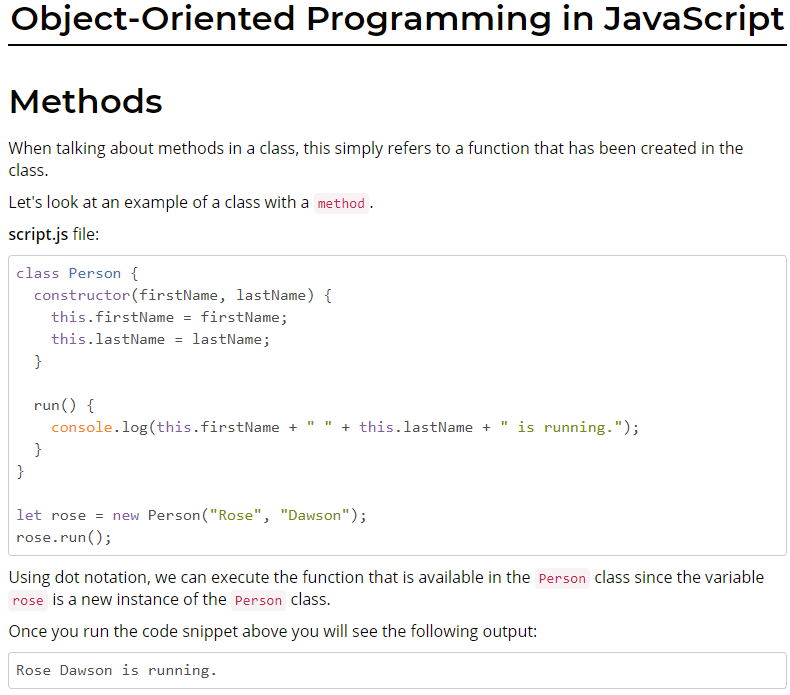 Object-Oriented Programming in JavaScript
Methods
When talking about methods in a class, this simply refers to a function that has been created in the
class.
Let's look at an example of a class with a method.
script.js file:
class Person {
  constructor(firstName, lastName) {
    this.firstName = firstName;
    this.lastName = lastName;
  }

  run() {
    console.log(this.firstName + " " + this.lastName + " is running.");
  }
}

let rose = new Person("Rose", "Dawson");
rose.run();
Using dot notation, we can execute the function that is available in the Person class since the variable
rose is a new instance of the Person class.
Once you run the code snippet above you will see the following output:
Rose Dawson is running.